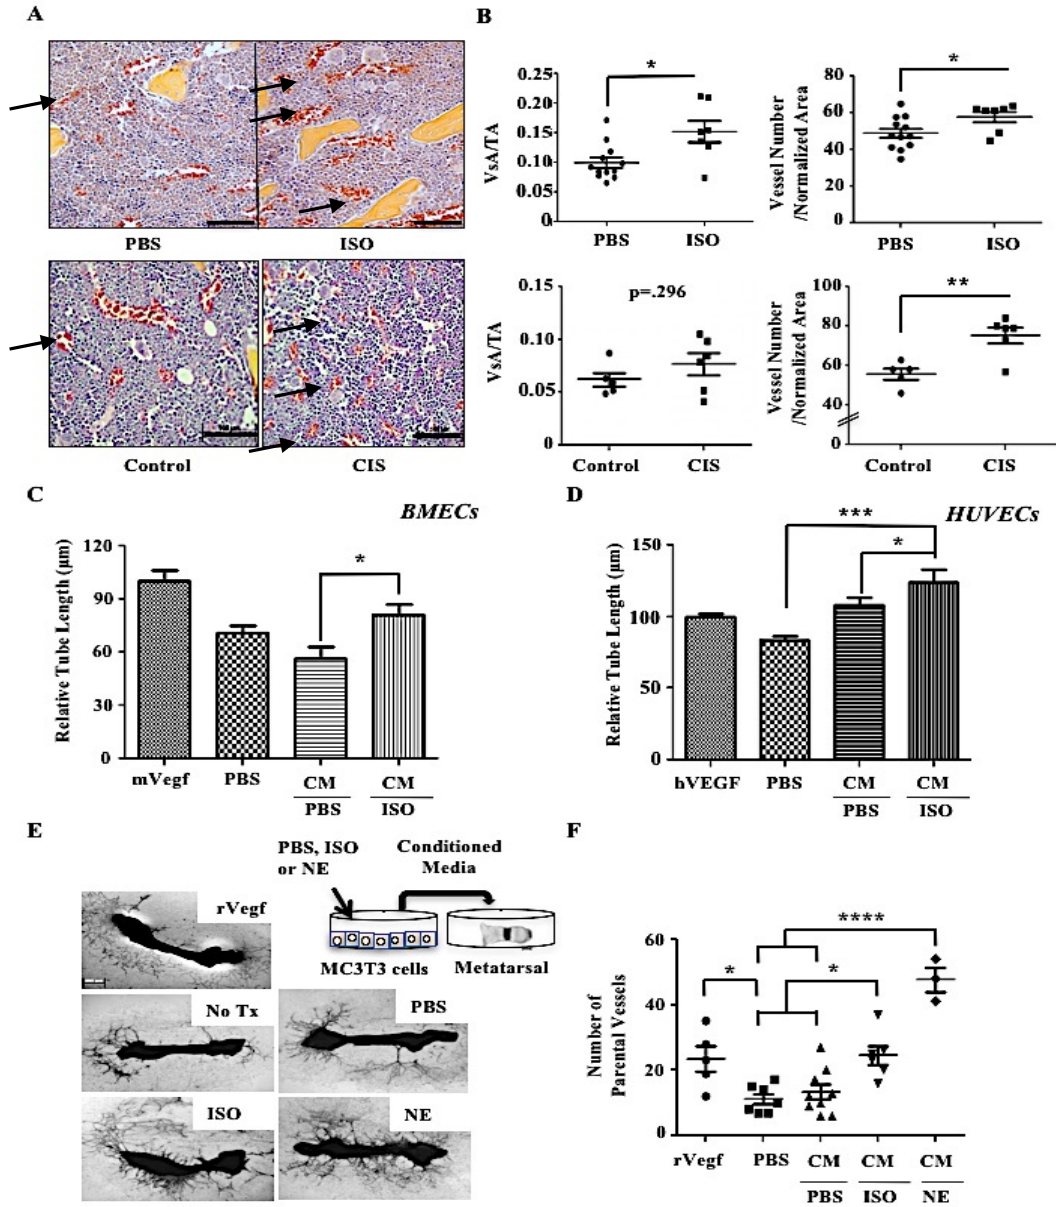 A
PBS
ISO
Control
CIS
B
VsA/TA
0.25
0.20
0.15
0.10
0.05
0
*
PBS
ISO
Vessel Number
/Normalized Area
80
60
40
20
0
*
PBS
ISO
VsA/TA
0.15
0.10
0.05
0
p=.296
Control
CIS
Vessel Number
/Normalized Area
100
80
60
40
0
**
Control
CIS
C
BMECs
Relative Tube Length (µm)
120
90
60
30
0
*
mVegf
PBS
CM
PBS
CM
ISO
D
HUVECs
Relative Tube Length (µm)
150
100
50
0
***
*
hVEGF
PBS
CM
PBS
CM
ISO
E
rVegf
No Tx
PBS
ISO
NE
PBS, ISO
or NE
Conditioned
Media
MC3T3 cells
Metatarsal
F
Number of
Parental Vessels
60
40
20
0
*
*
****
rVegf
PBS
CM
PBS
CM
ISO
CM
NE